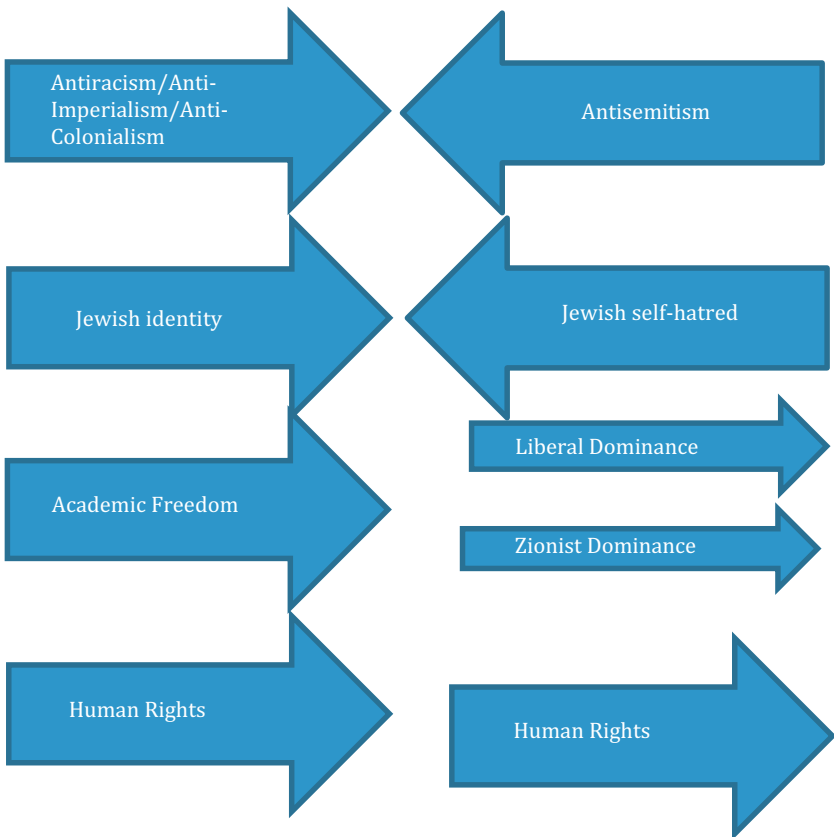 Antiracism/Anti-
Imperialism/Anti-
Colonialism
Antisemitism
Jewish identity
Jewish self-hatred
Academic Freedom
Liberal Dominance
Zionist Dominance
Human Rights
Human Rights